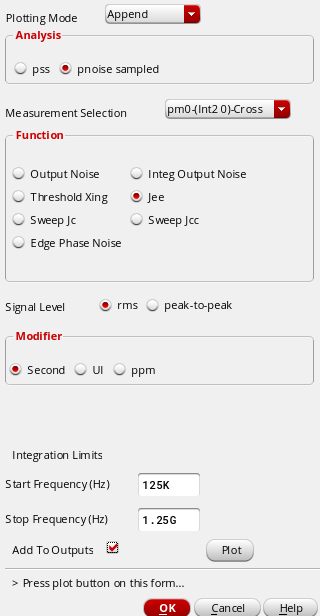 Plotting Mode Append
Analysis
pss pnoise sampled
Measurement Selection pm0-(Int2 0)-Cross
Function
Output Noise Integ Output Noise
Threshold Xing Jee
Sweep Jc Sweep Jcc
Edge Phase Noise
Signal Level rms peak-to-peak
Modifier
Second UI ppm
Integration Limits
Start Frequency (Hz) 125K
Stop Frequency (Hz) 1.25G
Add To Outputs Plot
> Press plot button on this form...
OK Cancel Help